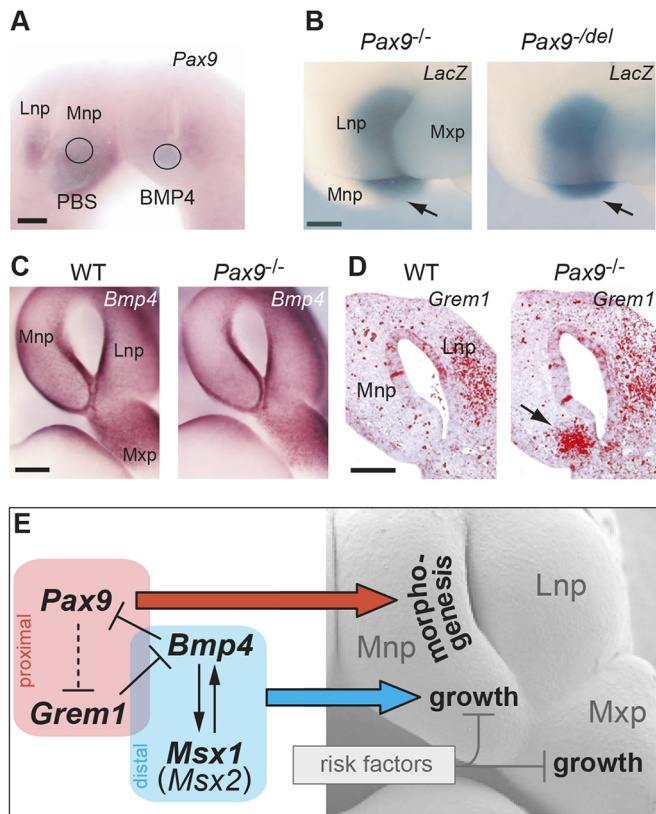 A
Pax9
Lnp
Mnp
PBS
BMP4
B
Pax9-/-
Pax9-/del
LacZ
LacZ
Lnp
Mxp
Mnp
C
WT
Pax9-/-
Bmp4
Bmp4
Mnp
Lnp
Mxp
D
WT
Pax9-/-
Grem1
Grem1
Lnp
Mnp
E
proximal
Pax9
Grem1
Bmp4
distal
Msx1
(Msx2)
morpho-
genesis
Lnp
Mnp
growth
Mxp
risk factors
growth